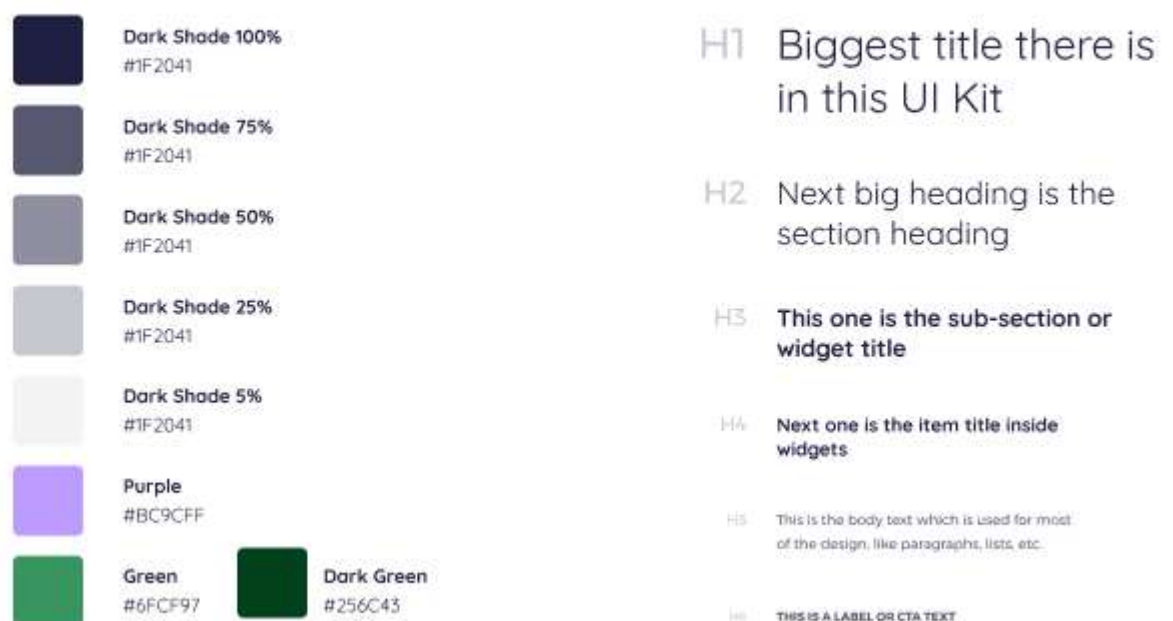 Dark Shade 100%
#1F2041
Dark Shade 75%
#1F2041
Dark Shade 50%
#1F2041
Dark Shade 25%
#1F2041
Dark Shade 5%
#1F2041
Purple
#BC9CFF
Green
#6FCF97
Dark Green
#256C43
H1
Biggest title there is
in this UI Kit
H2
Next big heading is the
section heading
H3
This one is the sub-section or
widget title
H4
Next one is the item title inside
widgets
H5
This is the body text which is used for most
of the design, like paragraphs, lists, etc.
H6
THIS IS A LABEL OR CTA TEXT